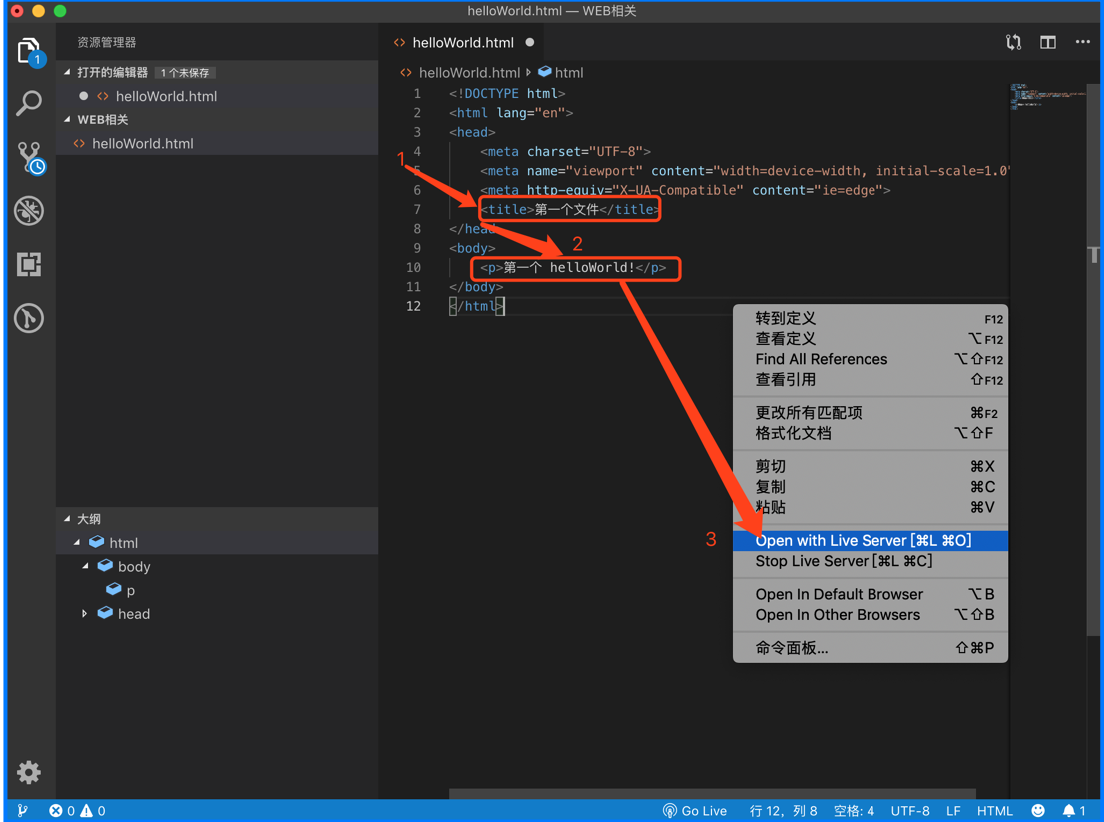 helloWorld.html — WEB相关
资源管理器
打开的编辑器 1 个未保存
helloWorld.html
WEB相关
helloWorld.html
大纲
html
body
p
head
helloWorld.html
helloWorld.html html
1 <!DOCTYPE html>
2 <html lang="en">
3 <head>
4 <meta charset="UTF-8">
5 <meta name="viewport" content="width=device-width, initial-scale=1.0"
6 <meta http-equiv="X-UA-Compatible" content="ie=edge">
7 <title>第一个文件</title>
8 </head
9 <body>
10 <p>第一个 helloWorld!</p>
11 </body>
12 </html>
1
2
3
转到定义 F12
查看定义 ⌥F12
Find All References ⌥⇧F12
查看引用 ⇧F12
更改所有匹配项 ⌘F2
格式化文档 ⌥⇧F
剪切 ⌘X
复制 ⌘C
粘贴 ⌘V
Open with Live Server [⌘L ⌘O]
Stop Live Server [⌘L ⌘C]
Open In Default Browser ⌥B
Open In Other Browsers ⌥⇧B
命令面板... ⇧⌘P
1
0 0 Go Live 行 12，列 8 空格: 4 UTF-8 LF HTML 1